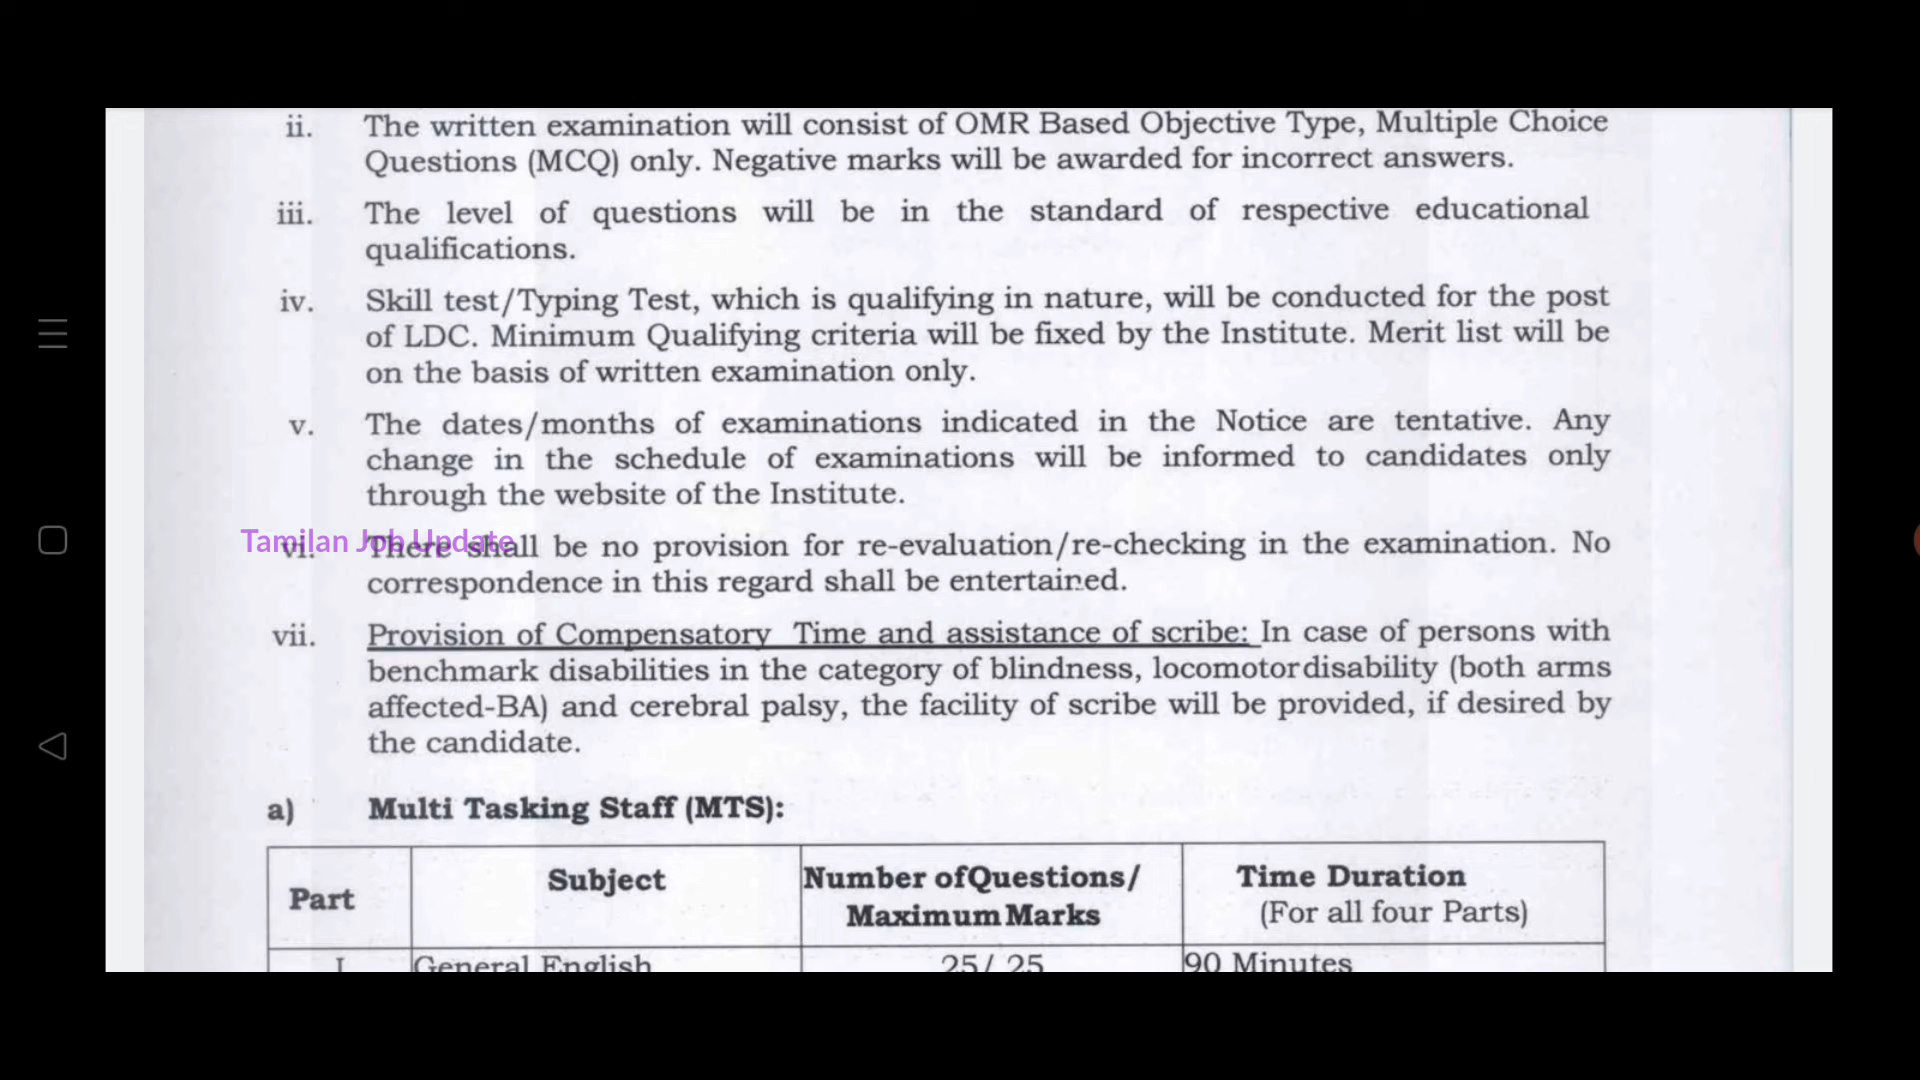 ii. The written examination will consist of OMR Based Objective Type, Multiple Choice
Questions (MCQ) only. Negative marks will be awarded for incorrect answers.
iii. The level of questions will be in the standard of respective educational
qualifications.
iv. Skill test/Typing Test, which is qualifying in nature, will be conducted for the post
of LDC. Minimum Qualifying criteria will be fixed by the Institute. Merit list will be
on the basis of written examination only.
v. The dates/months of examinations indicated in the Notice are tentative. Any
change in the schedule of examinations will be informed to candidates only
through the website of the Institute.
Tamilan Job Update
vi. There shall be no provision for re-evaluation/re-checking in the examination. No
correspondence in this regard shall be entertained.
vii. Provision of Compensatory Time and assistance of scribe: In case of persons with
benchmark disabilities in the category of blindness, locomotor disability (both arms
affected-BA) and cerebral palsy, the facility of scribe will be provided, if desired by
the candidate.
a) Multi Tasking Staff (MTS):
Part Subject Number of Questions/ Time Duration
Maximum Marks (For all four Parts)
I General English 25/ 25 90 Minutes